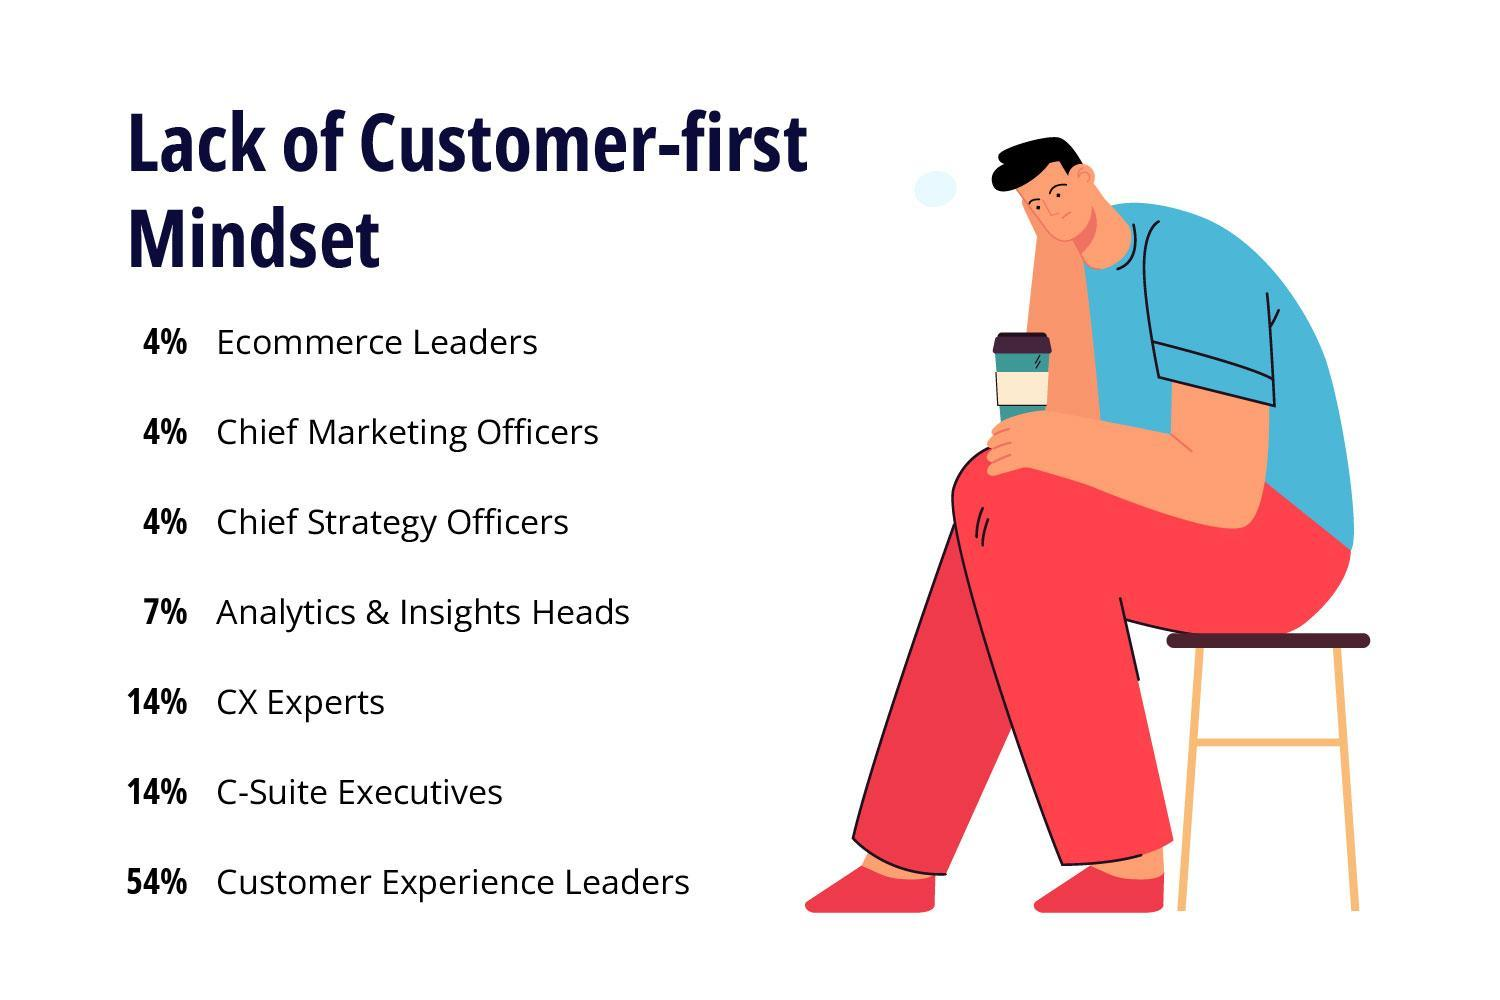 Lack of Customer-first
Mindset
4% Ecommerce Leaders
4% Chief Marketing Officers
4% Chief Strategy Officers
7% Analytics & Insights Heads
14% CX Experts
14% C-Suite Executives
54% Customer Experience Leaders